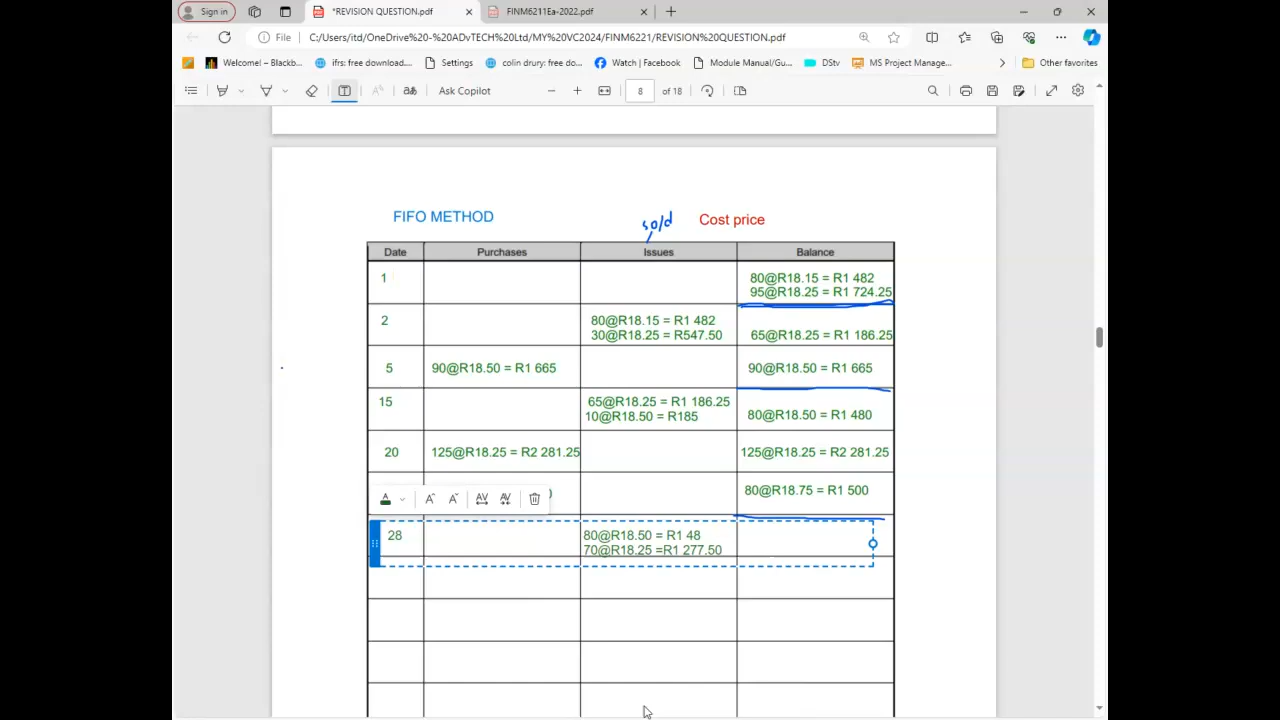 Sign in
*REVISION QUESTION.pdf
FINM6211Ea-2022.pdf
File
C:/Users/itd/OneDrive%20-%20ADvTECH%20Ltd/MY%20VC2024/FINM6221/REVISION%20QUESTION.pdf
Welcome! – Blackb...
ifrs: free download....
Settings
colin drury: free do...
Watch | Facebook
Module Manual/Gu...
DStv
MS Project Manage...
Other favorites
Ask Copilot
8 of 18
FIFO METHOD
sold
Cost price
Date Purchases Issues Balance
1 80@R18.15 = R1 482
95@R18.25 = R1 724.25
2 80@R18.15 = R1 482
30@R18.25 = R547.50 65@R18.25 = R1 186.25
5 90@R18.50 = R1 665 90@R18.50 = R1 665
15 65@R18.25 = R1 186.25
10@R18.50 = R185 80@R18.50 = R1 480
20 125@R18.25 = R2 281.25 125@R18.25 = R2 281.25
80@R18.75 = R1 500
28 80@R18.50 = R1 48
70@R18.25 =R1 277.50